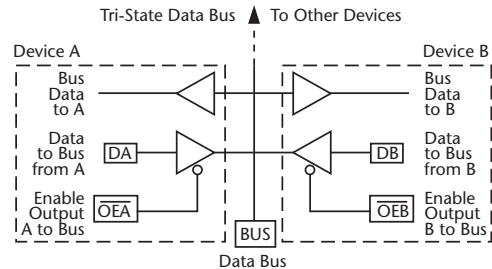 Tri-State Data Bus
To Other Devices
Device A
Device B
Bus
Data
to A
Bus
Data
to B
Data
to Bus
from A
DA
DB
Data
to Bus
from B
Enable
Output
A to Bus
OEA
OEB
Enable
Output
B to Bus
BUS
Data Bus